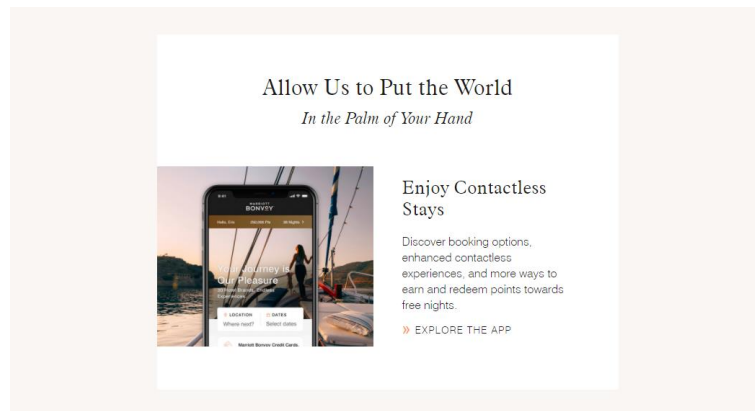 Allow Us to Put the World
In the Palm of Your Hand
MARRIOTT
BONVOY
Your Journey is
Our Pleasure
Experiences
LOCATION
DATES
Where next?
Select dates
Marriott Bonvoy Credit Cards.
Enjoy Contactless
Stays
Discover booking options,
enhanced contactless
experiences, and more ways to
earn and redeem points towards
free nights.
» EXPLORE THE APP